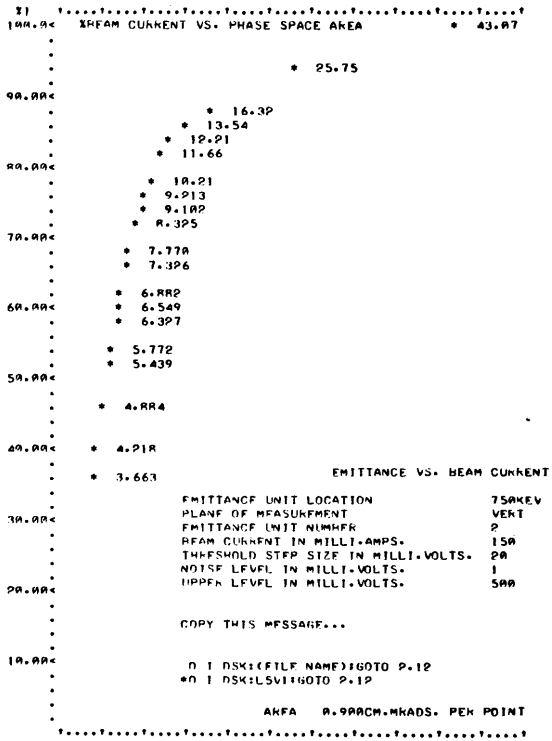 %I
100.0< %BEAM CURRENT VS. PHASE SPACE AREA * 43.07
* 25.75
90.00<
* 16.32
* 13.54
* 12.21
* 11.66
80.00<
* 10.21
* 9.213
* 9.102
* 8.325
70.00<
* 7.770
* 7.326
* 6.882
60.00< * 6.549
* 6.327
* 5.772
* 5.439
50.00<
* 4.884
40.00< * 4.218
* 3.663
EMITTANCE VS. BEAM CURRENT
EMITTANCE UNIT LOCATION 750KEV
PLANE OF MEASUREMENT VERT
30.00< EMITTANCE UNIT NUMBER 2
BEAM CURRENT IN MILLI.AMPS. 150
THRESHOLD STEP SIZE IN MILLI.VOLTS. 20
NOISE LEVEL IN MILLI.VOLTS. 1
UPPER LEVEL IN MILLI.VOLTS. 500
20.00<
COPY THIS MESSAGE...
10.00<
O I DSK:(FILE NAME);GOTO 2.12
*O I DSK:L5VI;GOTO 2.12
AREA 0.900CM.MRADS. PER POINT